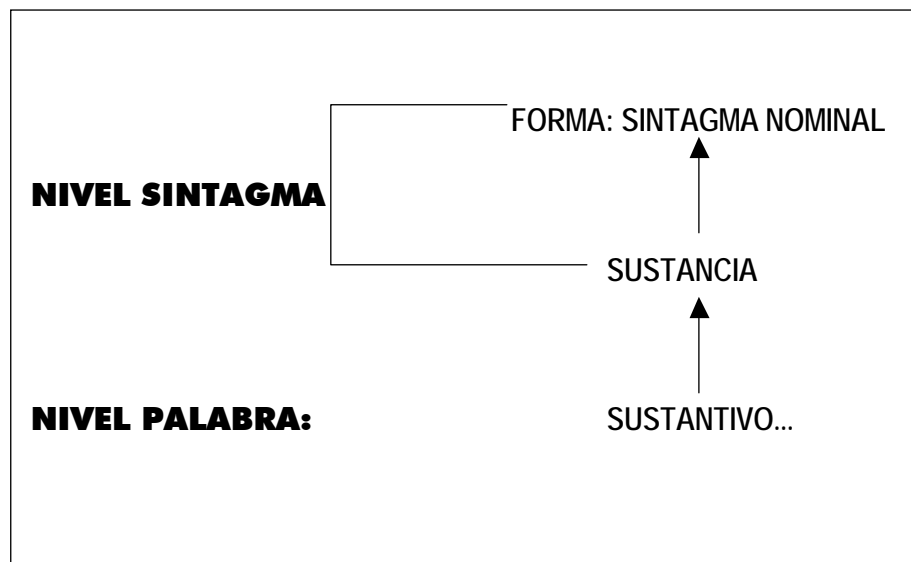 FORMA: SINTAGMA NOMINAL
NIVEL SINTAGMA
SUSTANCIA
NIVEL PALABRA: SUSTANTIVO...